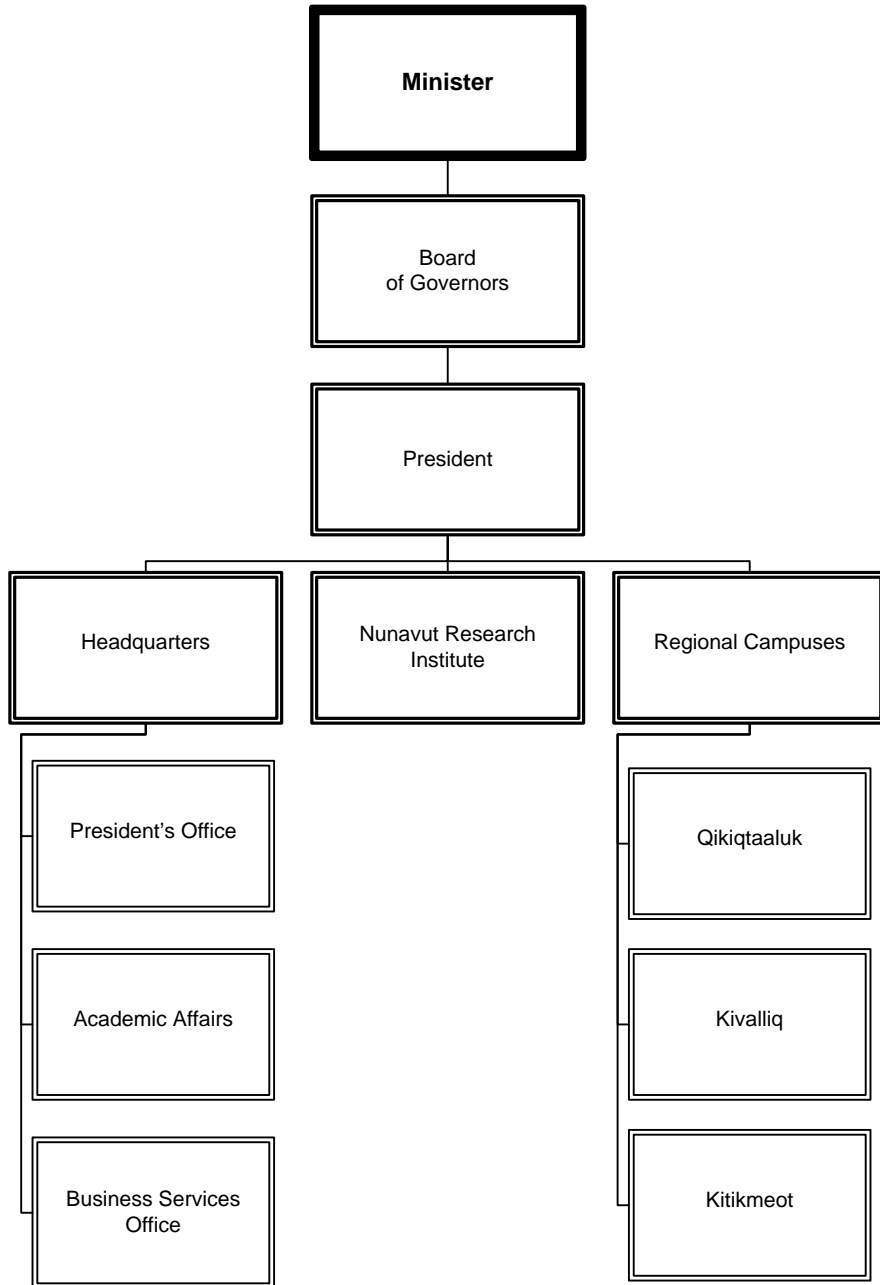 Minister
Board
of Governors
President
Headquarters
Nunavut Research
Institute
Regional Campuses
President’s Office
Qikiqtaaluk
Academic Affairs
Kivalliq
Business Services
Office
Kitikmeot